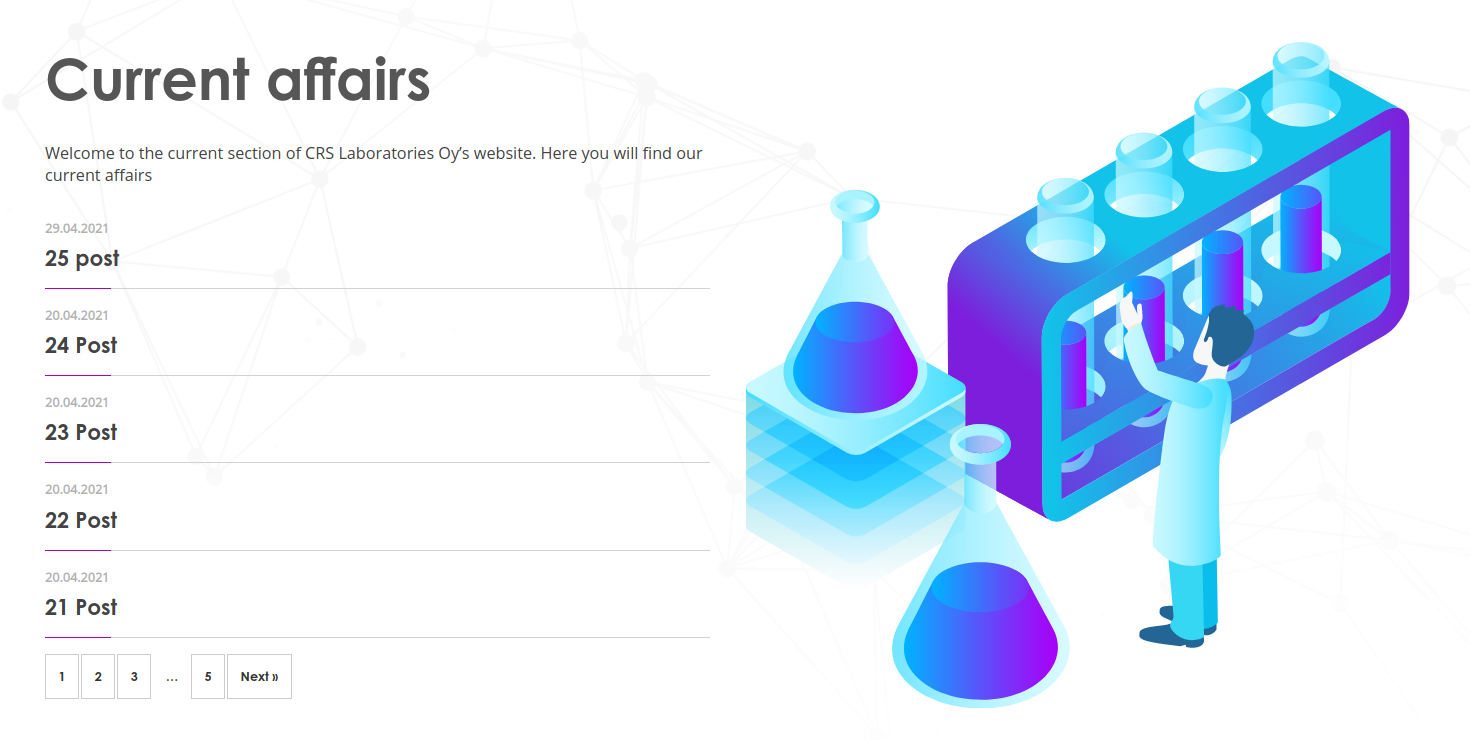 Current affairs
Welcome to the current section of CRS Laboratories Oy’s website. Here you will find our
current affairs
29.04.2021
25 post
20.04.2021
24 Post
20.04.2021
23 Post
20.04.2021
22 Post
20.04.2021
21 Post
1 2 3 … 5 Next »